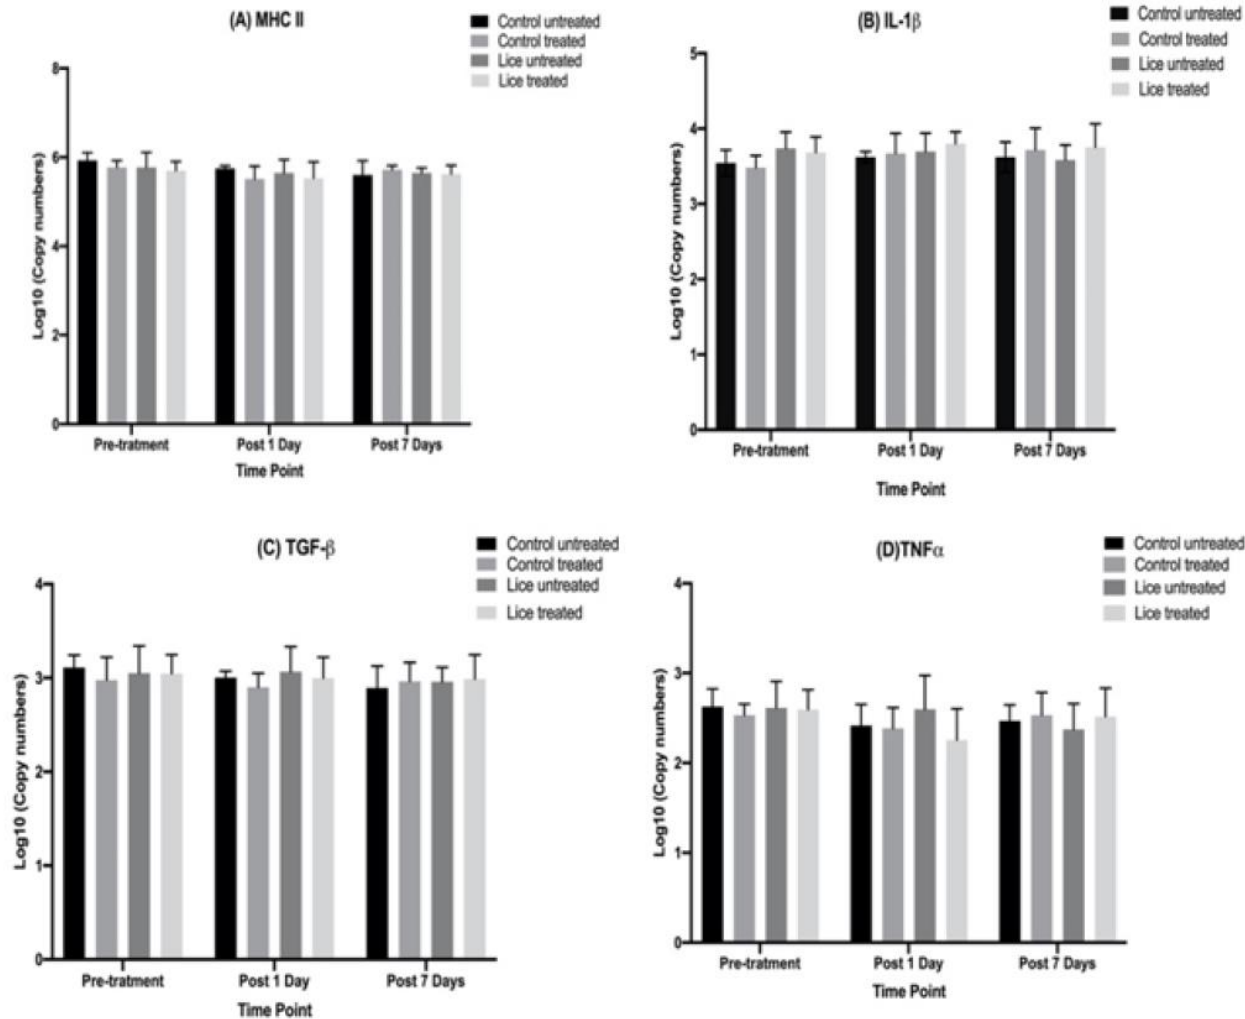 (A) MHC II
Control untreated
Control treated
Lice untreated
Lice treated
8
6
4
2
0
Log10 (Copy numbers)
Pre-tratment
Post 1 Day
Post 7 Days
Time Point
(B) IL-1β
Control untreated
Control treated
Lice untreated
Lice treated
5
4
3
2
1
0
Log10 (Copy numbers)
Pre-tratment
Post 1 Day
Post 7 Days
Time Point
(C) TGF-β
Control untreated
Control treated
Lice untreated
Lice treated
4
3
2
1
0
Log10 (Copy numbers)
Pre-tratment
Post 1 Day
Post 7 Days
Time Point
(D)TNFα
Control untreated
Control treated
Lice untreated
Lice treated
4
3
2
1
0
Log10 (Copy numbers)
Pre-tratment
Post 1 Day
Post 7 Days
Time Point